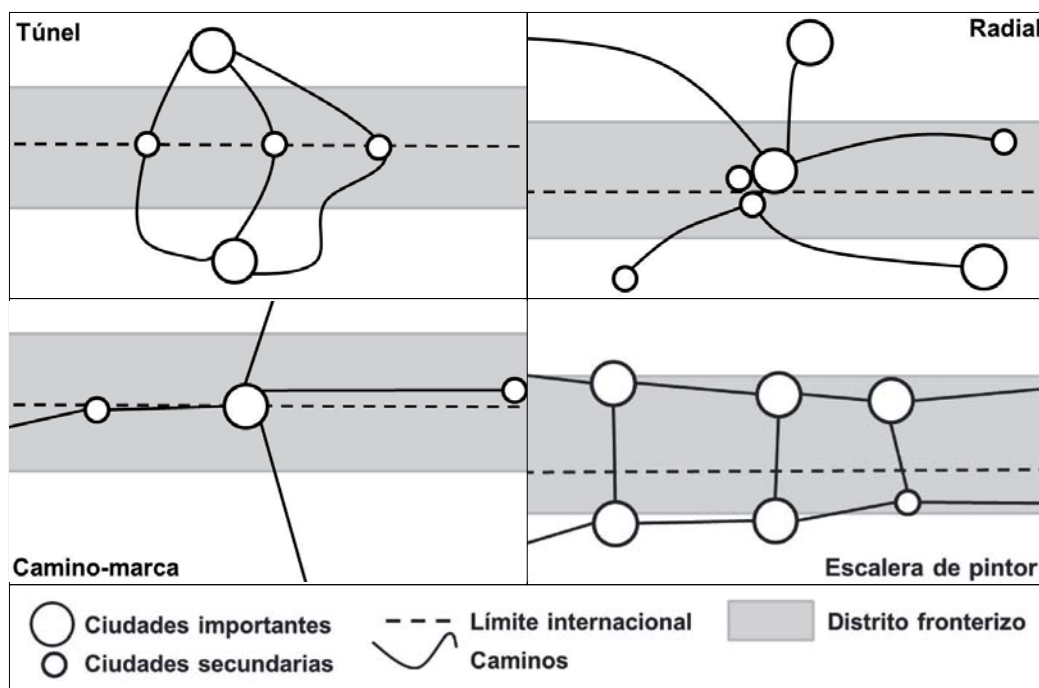 Túnel
Radial
Camino-marca
Escalera de pintor
Ciudades importantes
Ciudades secundarias
Límite internacional
Caminos
Distrito fronterizo